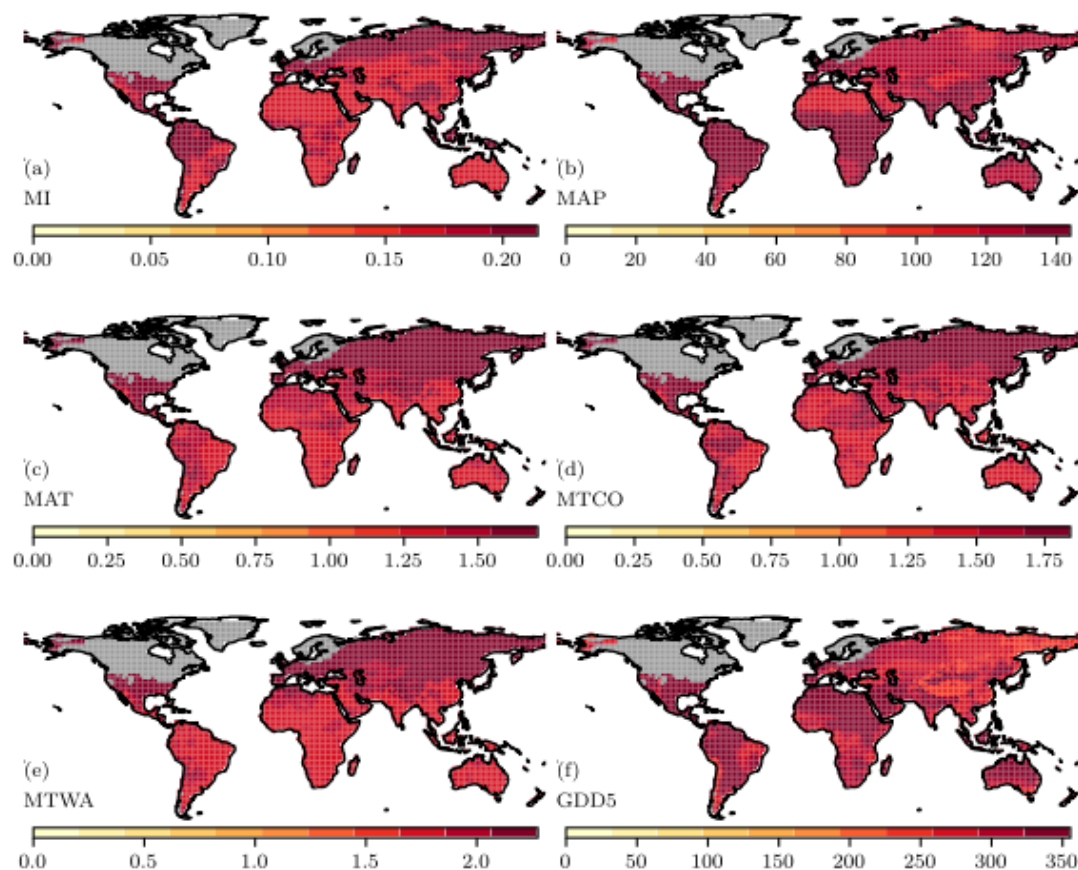 (a)
MI
0.00 0.05 0.10 0.15 0.20
(b)
MAP
0 20 40 60 80 100 120 140
(c)
MAT
0.00 0.25 0.50 0.75 1.00 1.25 1.50
(d)
MTCO
0.00 0.25 0.50 0.75 1.00 1.25 1.50 1.75
(e)
MTWA
0.0 0.5 1.0 1.5 2.0
(f)
GDD5
0 50 100 150 200 250 300 350